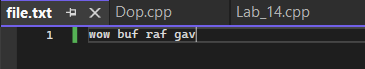 file.txt Dop.cpp Lab_14.cpp
1 wow buf raf gav